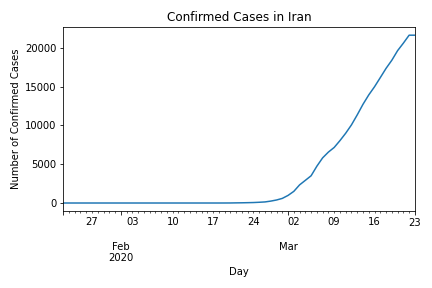 Confirmed Cases in Iran
Number of Confirmed Cases
20000
15000
10000
5000
0
27 03 10 17 24 02 09 16 23
Feb Mar
2020
Day